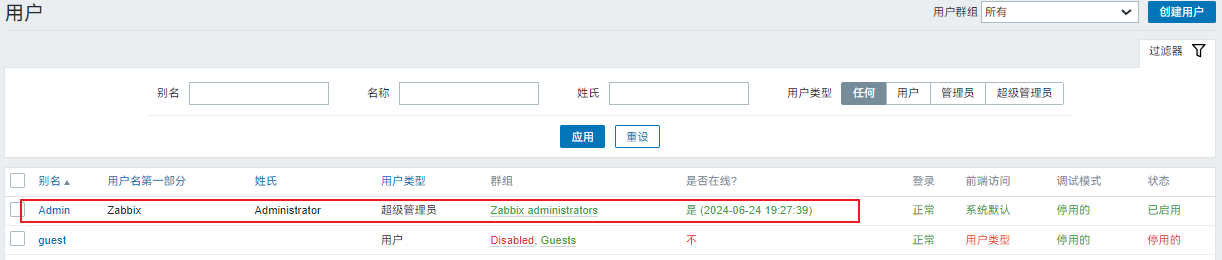 用户 用户群组 所有 创建用户
过滤器
别名 名称 姓氏 用户类型 任何 用户 管理员 超级管理员
应用 重设
别名 用户名第一部分 姓氏 用户类型 群组 是否在线? 登录 前端访问 调试模式 状态
Admin Zabbix Administrator 超级管理员 Zabbix administrators 是 (2024-06-24 19:27:39) 正常 系统默认 停用的 已启用
guest 用户 Disabled, Guests 不 正常 用户类型 停用的 停用的